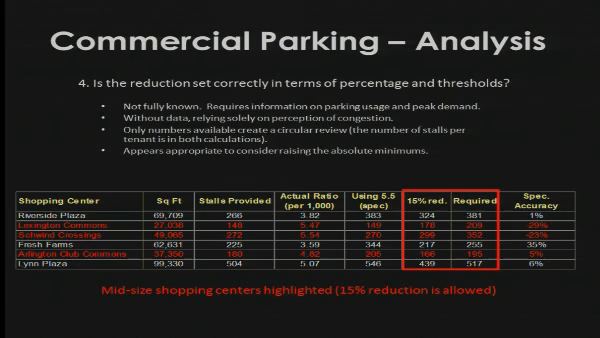 Commercial Parking – Analysis
4. Is the reduction set correctly in terms of percentage and thresholds?
• Not fully known. Requires information on parking usage and peak demand.
• Without data, relying solely on perception of congestion.
• Only numbers available create a circular review (the number of stalls per
tenant is in both calculations).
• Appears appropriate to consider raising the absolute minimums.
Shopping Center Sq Ft Stalls Provided Actual Ratio (per 1,000) Using 5.5 (spec) 15% red. Required Spec. Accuracy
Riverside Plaza 69,709 266 3.82 383 324 381 1%
Lexington Commons 27,036 148 5.47 149 178 209 -29%
Schwind Crossings 49,065 272 5.54 270 299 352 -23%
Fresh Farms 62,631 225 3.59 344 217 255 35%
Arlington Club Commons 37,350 180 4.82 205 166 195 5%
Lynn Plaza 99,330 504 5.07 546 439 517 6%
Mid-size shopping centers highlighted (15% reduction is allowed)